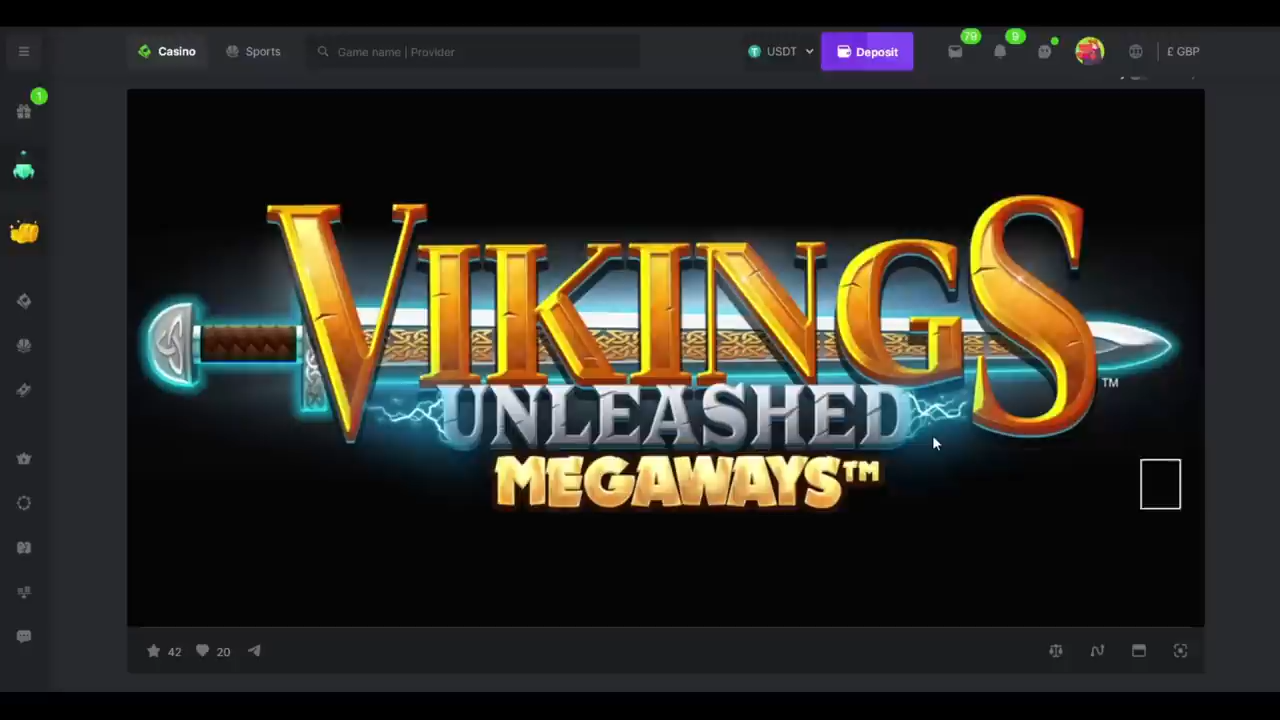 Casino
Sports
Game name | Provider
USDT
Deposit
79
9
£ GBP
1
VIKINGS
TM
UNLEASHED
MEGAWAYS™
42
20